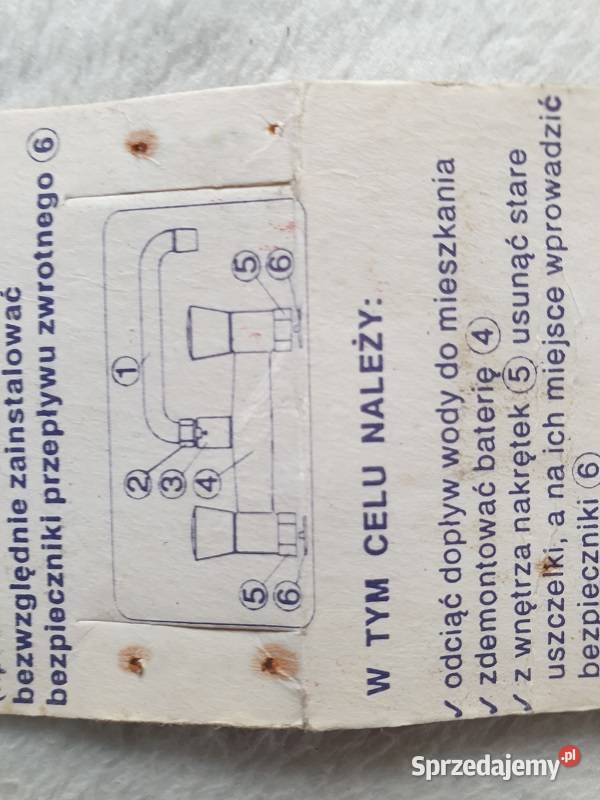 bezwzględnie zainstalować
bezpieczniki przepływu zwrotnego ⑥
①
②
③
④
⑤
⑥
⑤
⑥
W TYM CELU NALEŻY:
✓ odciąć dopływ wody do mieszkania
✓ zdemontować baterię ④
✓ z wnętrza nakrętek ⑤ usunąć stare
uszczelki, a na ich miejsce wprowadzić
bezpieczniki ⑥
Sprzedajemy.pl